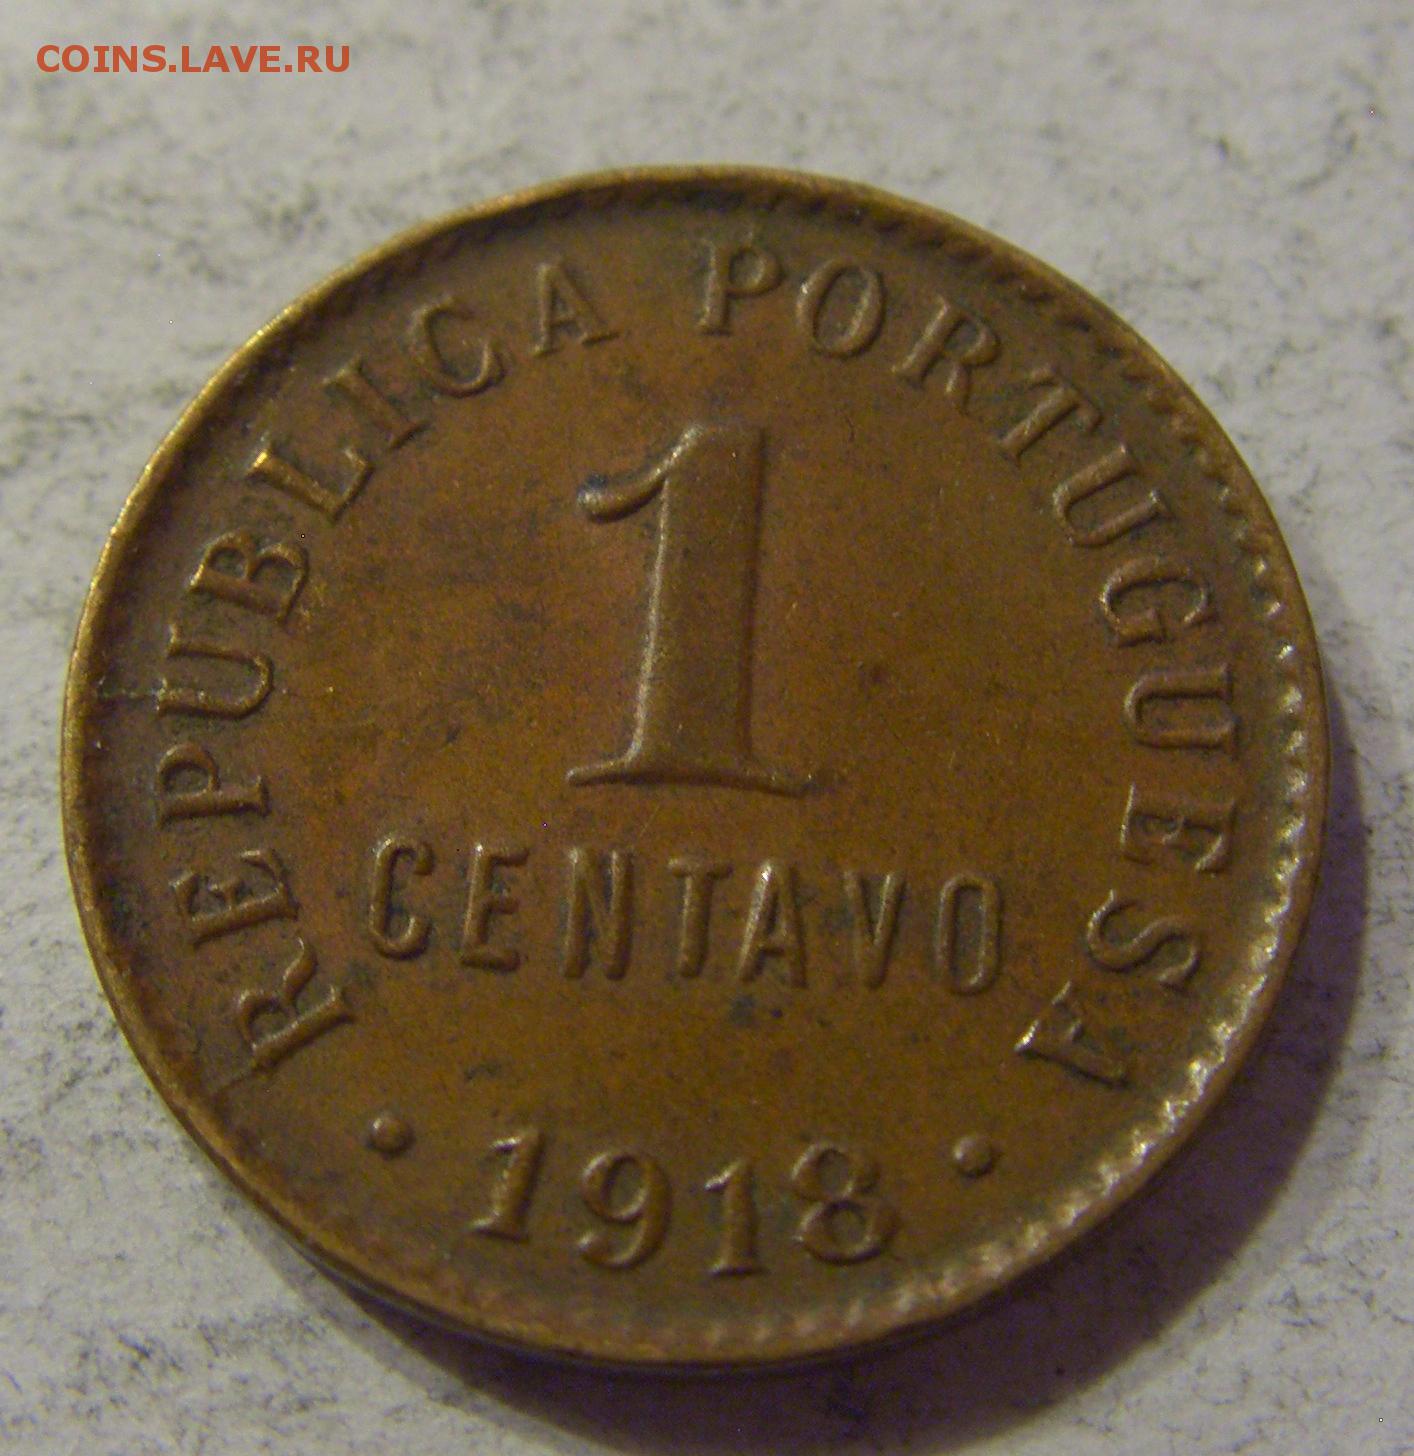 COINS.LAVE.RU
REPUBLICA PORTUGUESA
1
CENTAVO
• 1918 •